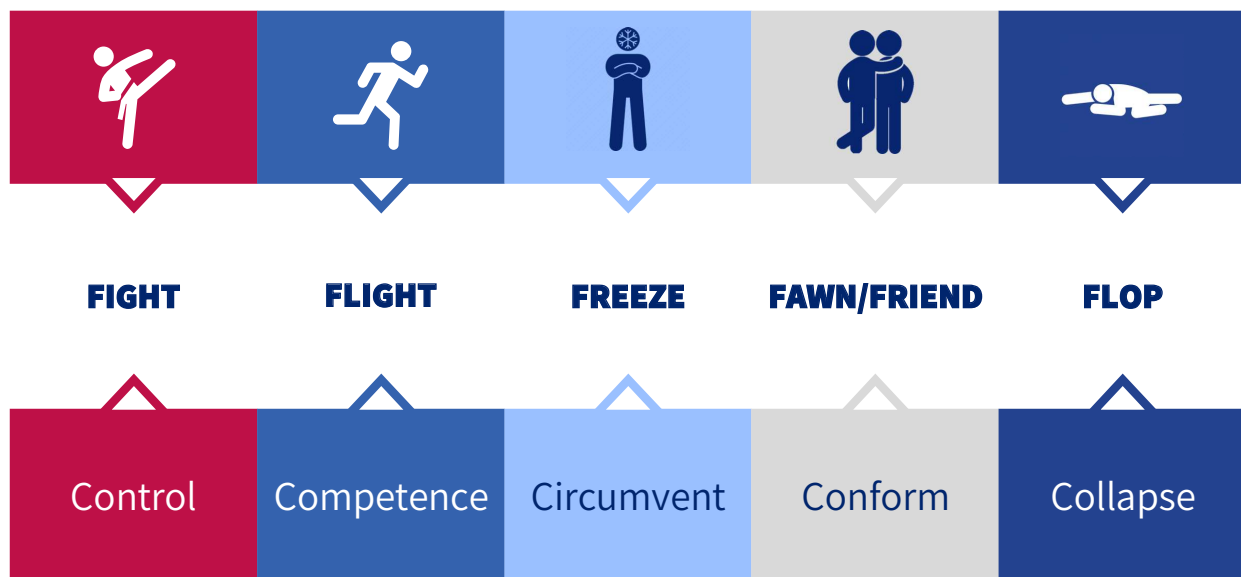 FIGHT FLIGHT FREEZE FAWN/FRIEND FLOP
Control Competence Circumvent Conform Collapse